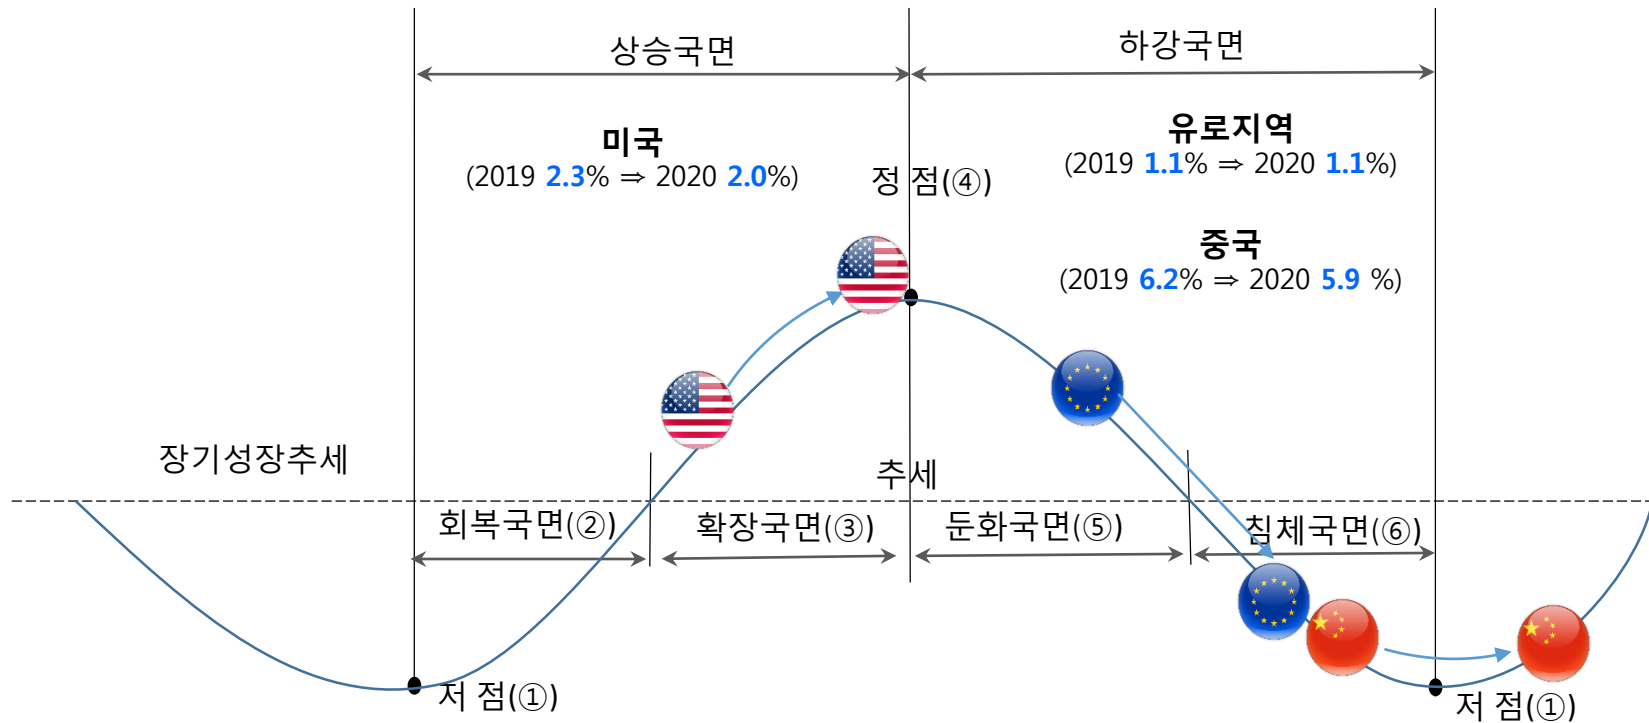 상승국면
하강국면
미국
(2019 2.3% ⇒ 2020 2.0%)
정 점(④)
유로지역
(2019 1.1% ⇒ 2020 1.1%)
중국
(2019 6.2% ⇒ 2020 5.9 %)
장기성장추세
추세
회복국면(②)
확장국면(③)
둔화국면(⑤)
침체국면(⑥)
저 점(①)
저 점(①)